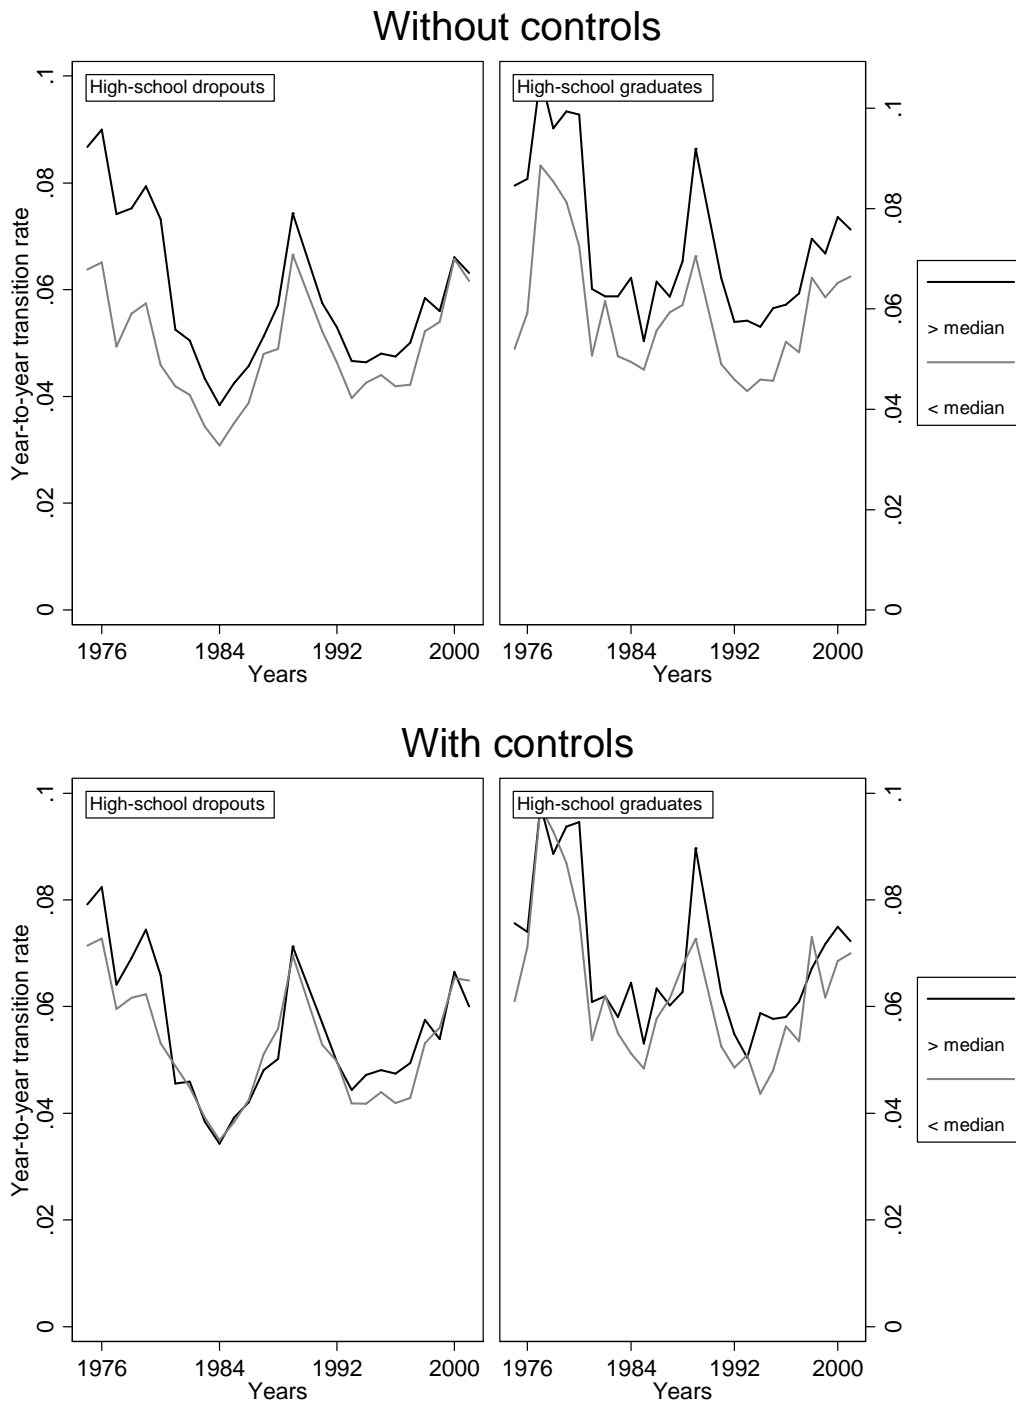 Without controls
High-school dropouts
High-school graduates
Year-to-year transition rate
0
.02
.04
.06
.08
.1
0
.02
.04
.06
.08
.1
1976
1984
1992
2000
Years
1976
1984
1992
2000
Years
> median
< median
With controls
High-school dropouts
High-school graduates
Year-to-year transition rate
0
.02
.04
.06
.08
.1
0
.02
.04
.06
.08
.1
1976
1984
1992
2000
Years
1976
1984
1992
2000
Years
> median
< median